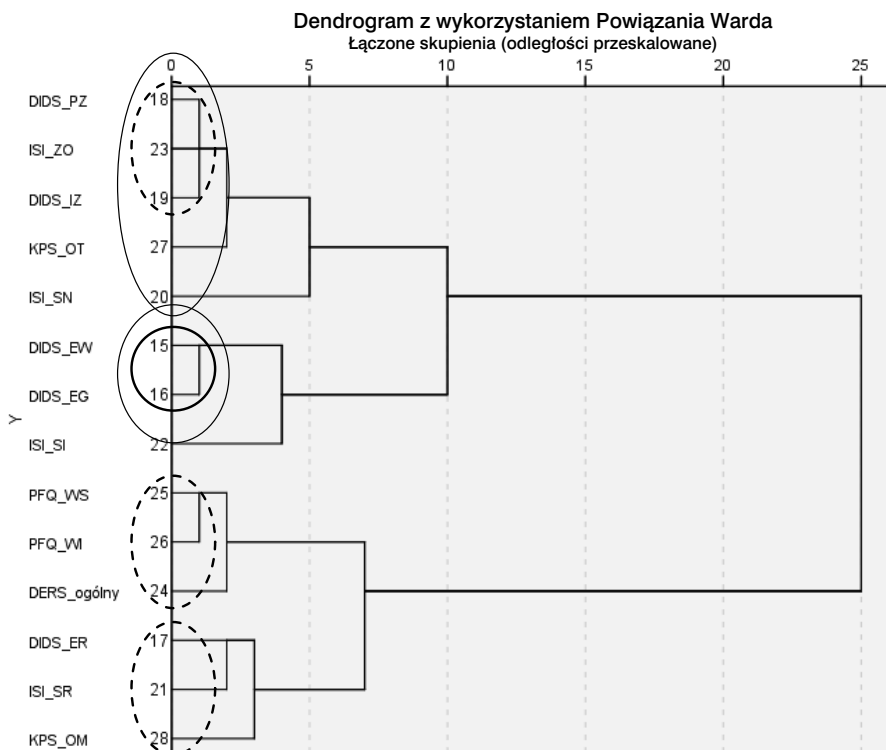 Dendrogram z wykorzystaniem Powiązania Warda
Łączone skupienia (odległości przeskalowane)
0 5 10 15 20 25
DIDS_PZ 18
ISI_ZO 23
DIDS_IZ 19
KPS_OT 27
ISI_SN 20
DIDS_EW 15
DIDS_EG 16
ISI_SI 22
PFQ_WS 25
PFQ_WI 26
DERS_ogólny 24
DIDS_ER 17
ISI_SR 21
KPS_OM 28
Y